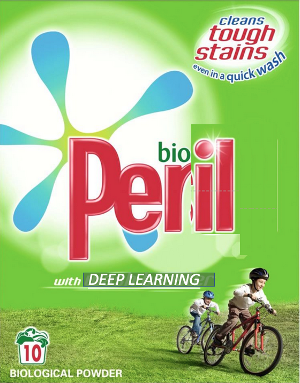 cleans
tough
stains
even in a quick wash
bio
Peril
with DEEP LEARNING
10
BIOLOGICAL POWDER